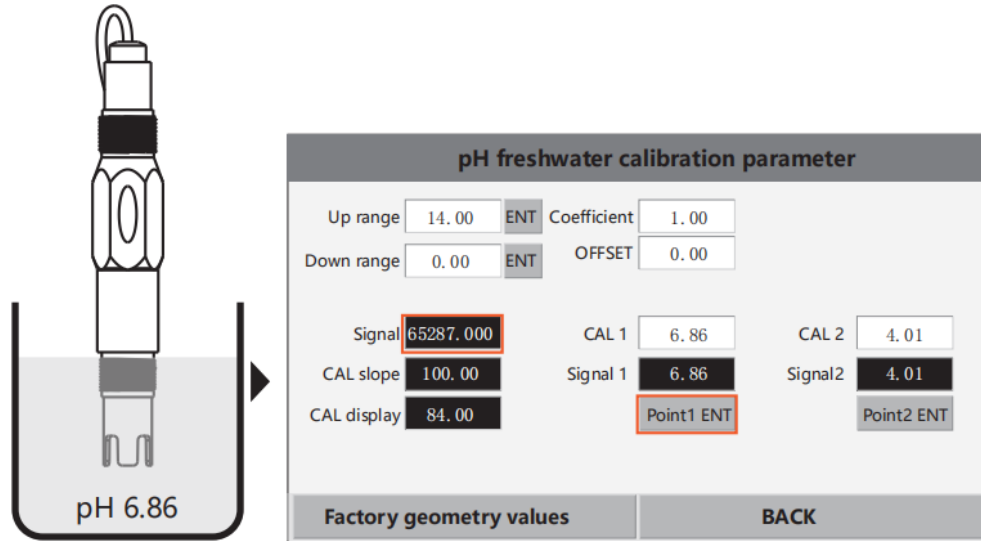 pH freshwater calibration parameter
Up range 14.00 ENT Coefficient 1.00
Down range 0.00 ENT OFFSET 0.00
Signal 65287.000 CAL 1 6.86 CAL 2 4.01
CAL slope 100.00 Signal 1 6.86 Signal2 4.01
CAL display 84.00 Point1 ENT Point2 ENT
pH 6.86
Factory geometry values BACK